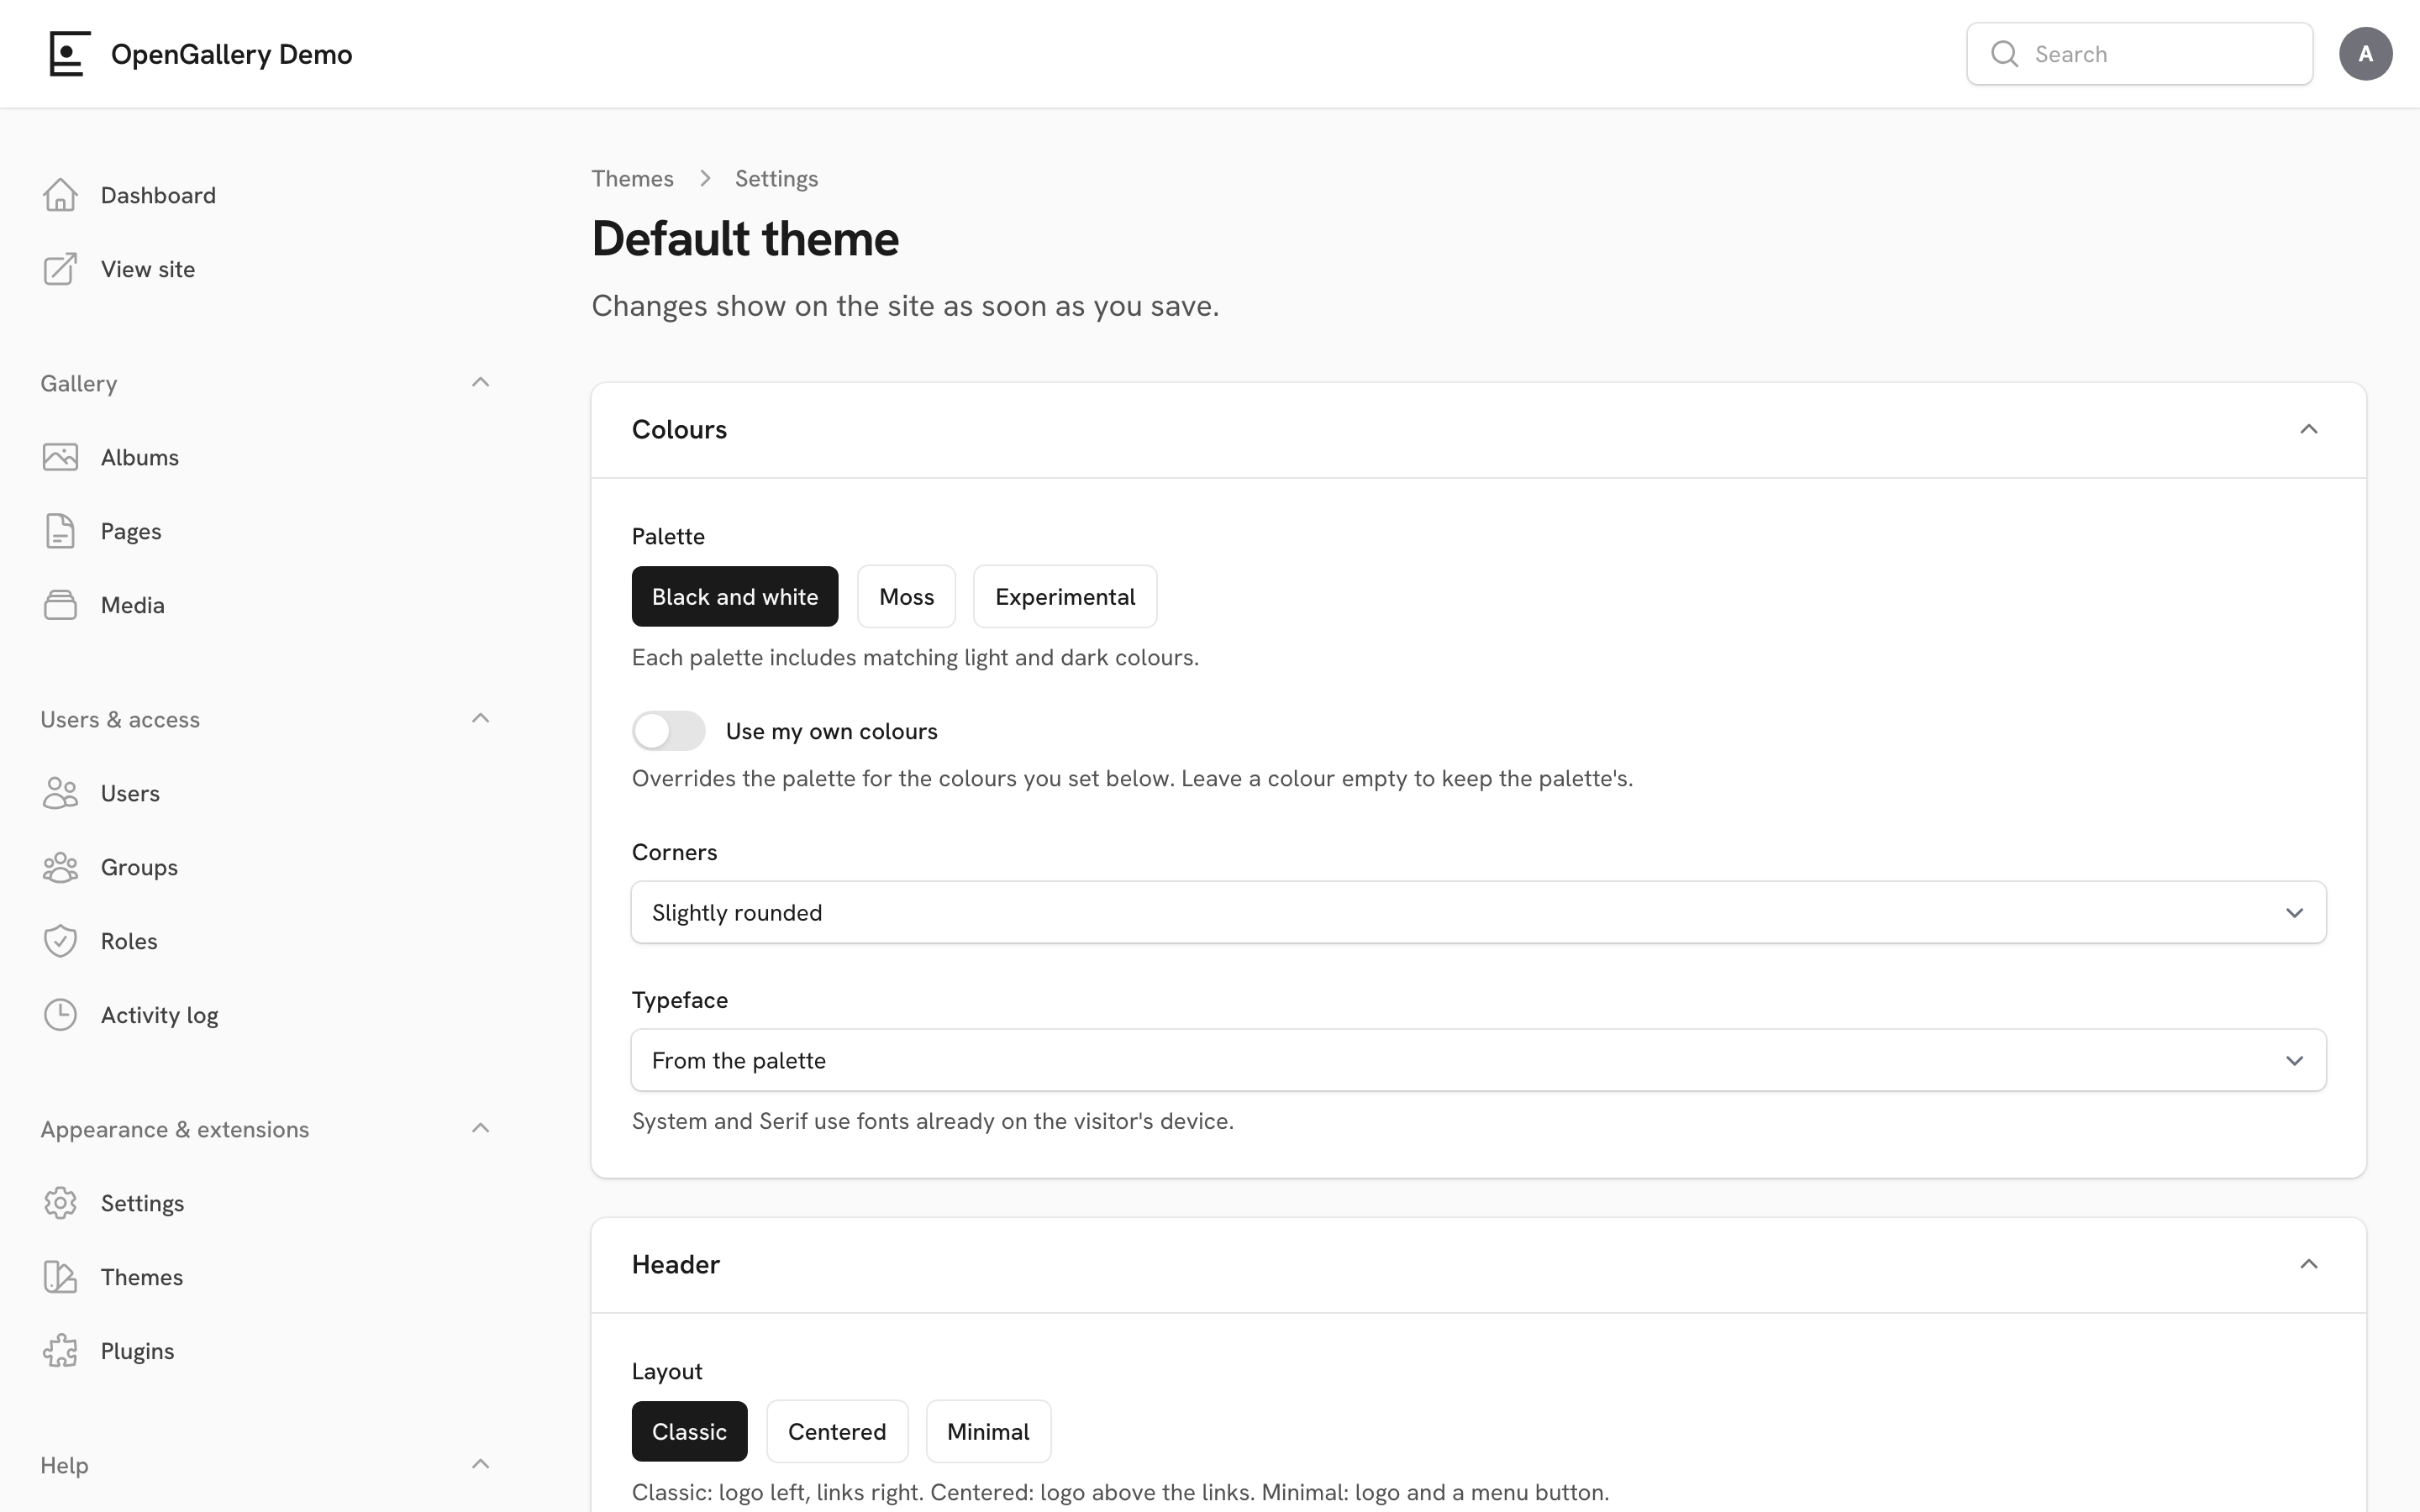 OpenGallery Demo
Search
A
Dashboard
View site
Gallery
Albums
Pages
Media
Users & access
Users
Groups
Roles
Activity log
Appearance & extensions
Settings
Themes
Plugins
Help
Themes > Settings
Default theme
Changes show on the site as soon as you save.
Colours
Palette
Black and white Moss Experimental
Each palette includes matching light and dark colours.
Use my own colours
Overrides the palette for the colours you set below. Leave a colour empty to keep the palette's.
Corners
Slightly rounded
Typeface
From the palette
System and Serif use fonts already on the visitor's device.
Header
Layout
Classic Centered Minimal
Classic: logo left, links right. Centered: logo above the links. Minimal: logo and a menu button.